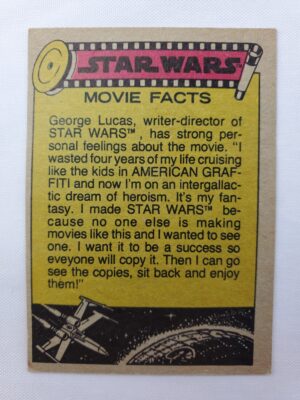 STAR WARS
MOVIE FACTS
George Lucas, writer-director of
STAR WARS™, has strong per-
sonal feelings about the movie. "I
wasted four years of my life cruising
like the kids in AMERICAN GRAF-
FITI and now I'm on an intergallac-
tic dream of heroism. It's my fan-
tasy. I made STAR WARS™ be-
cause no one else is making
movies like this and I wanted to see
one. I want it to be a success so
eveyone will copy it. Then I can go
see the copies, sit back and enjoy
them!"